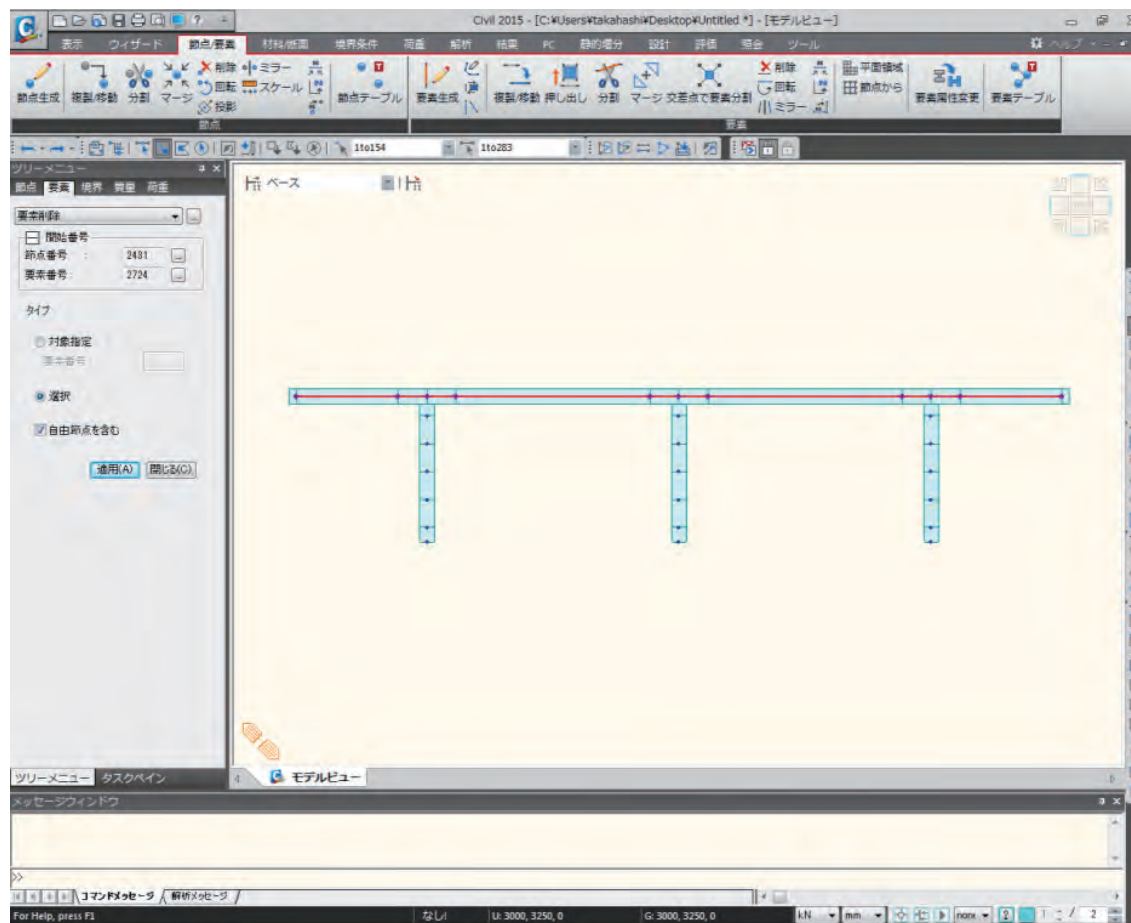 Civil 2015 - [C:¥Users¥takahashi¥Desktop¥Untitled *] - [モデルビュー]
表示 ウィザード 節点/要素 材料/断面 境界条件 荷重 解析 結果 PC 静的増分 設計 評価 照会 ツール ヘルプ
削除 ミラー 削除 平面領域
回転 スケール 回転 節点から
節点生成 複製/移動 分割 マージ 投影 節点テーブル 要素生成 複製/移動 押し出し 分割 マージ 交差点で要素分割 ミラー 要素属性変更 要素テーブル
節点 要素
1to154 1to283
ツリーメニュー
節点 要素 境界 質量 荷重
ベース
要素削除
開始番号
節点番号 : 2431
要素番号 : 2724
タイプ
対象指定
要素番号
選択
自由節点を含む
適用(A) 閉じる(C)
ツリーメニュー タスクペイン モデルビュー
メッセージウィンドウ
>>
コマンドメッセージ 解析メッセージ
For Help, press F1 なし! U: 3000, 3250, 0 G: 3000, 3250, 0 kN mm 2